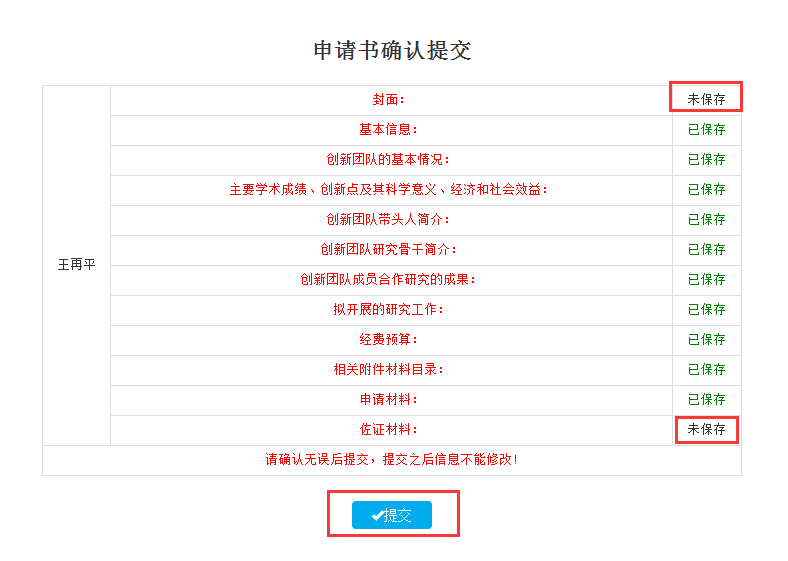 申请书确认提交
封面： 未保存
基本信息： 已保存
创新团队的基本情况： 已保存
主要学术成绩、创新点及其科学意义、经济和社会效益： 已保存
创新团队带头人简介： 已保存
创新团队研究骨干简介： 已保存
王再平
创新团队成员合作研究的成果： 已保存
拟开展的研究工作： 已保存
经费预算： 已保存
相关附件材料目录： 已保存
申请材料： 已保存
佐证材料： 未保存
请确认无误后提交，提交之后信息不能修改！
✔提交